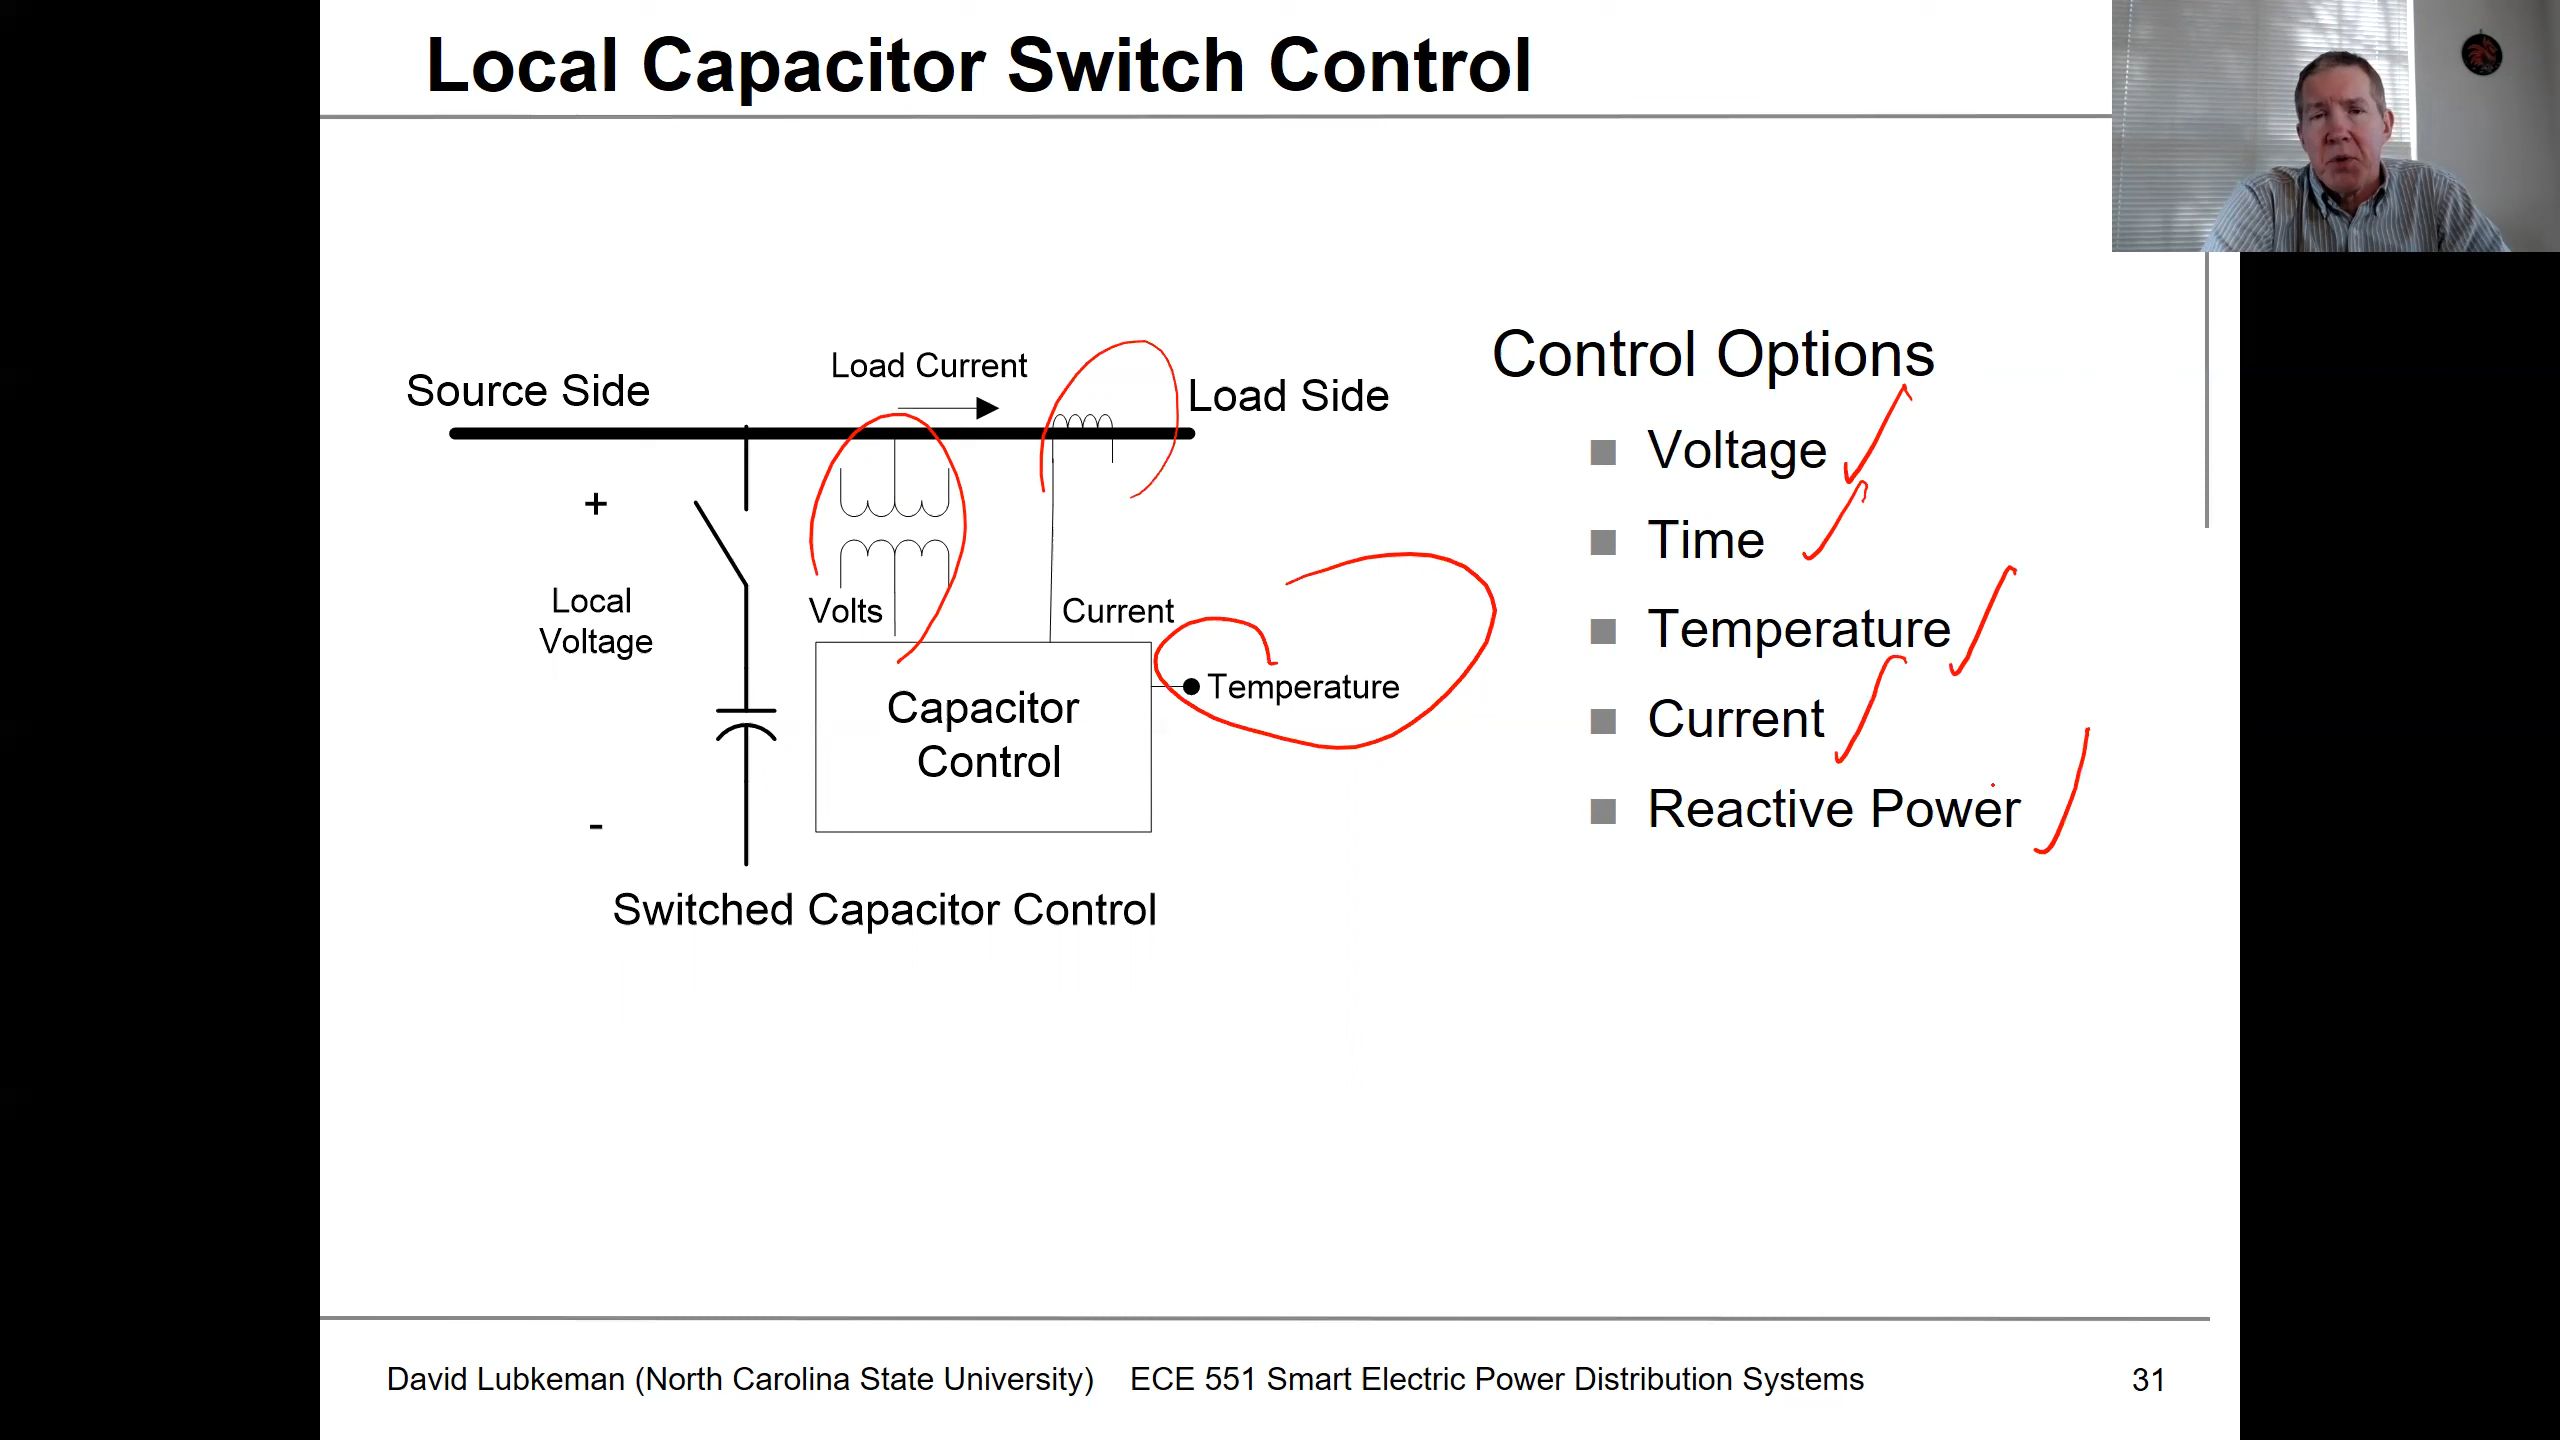 Local Capacitor Switch Control
Source Side
Load Current
Load Side
+
Local
Voltage
-
Volts
Current
Temperature
Capacitor
Control
Switched Capacitor Control
Control Options
Voltage
Time
Temperature
Current
Reactive Power
David Lubkeman (North Carolina State University) ECE 551 Smart Electric Power Distribution Systems 31